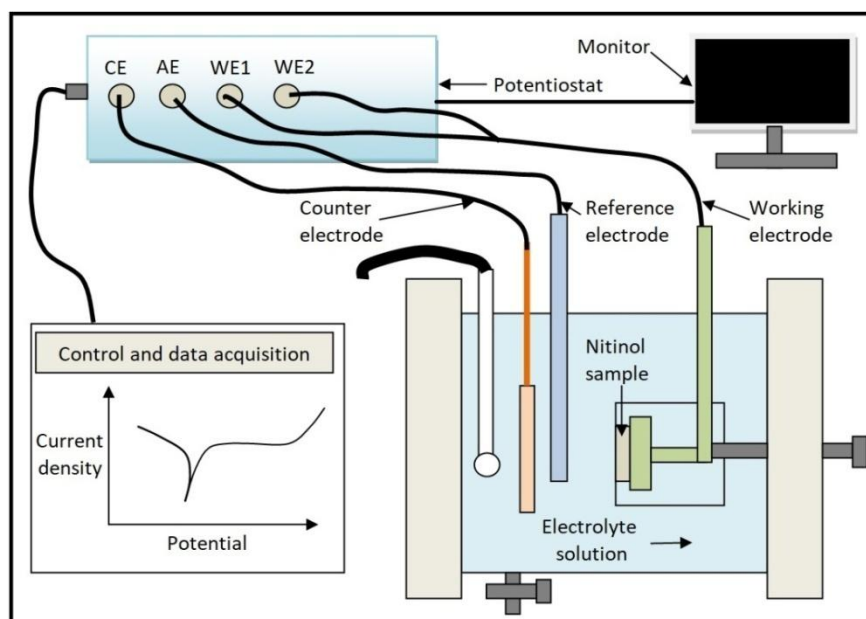 CE AE WE1 WE2
Monitor
Potentiostat
Counter
electrode
Reference
electrode
Working
electrode
Control and data acquisition
Current
density
Potential
Nitinol
sample
Electrolyte
solution